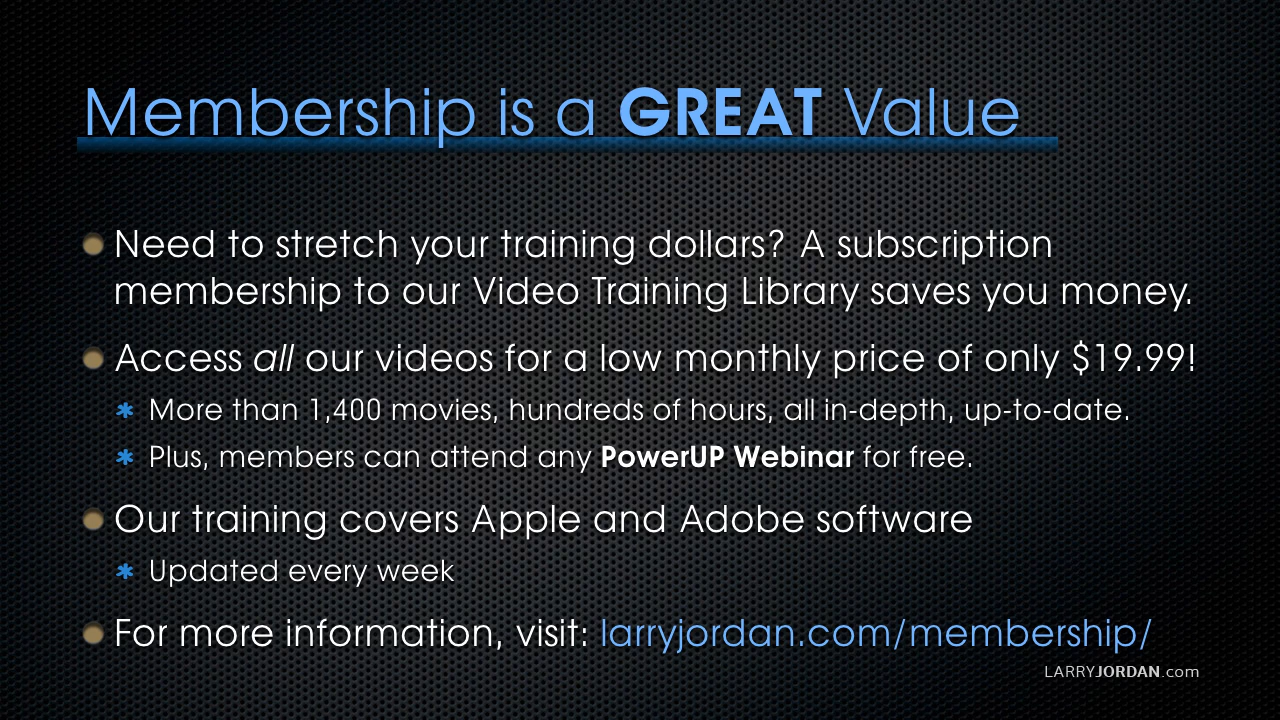 Membership is a GREAT Value
Need to stretch your training dollars? A subscription
membership to our Video Training Library saves you money.
Access all our videos for a low monthly price of only $19.99!
More than 1,400 movies, hundreds of hours, all in-depth, up-to-date.
Plus, members can attend any PowerUP Webinar for free.
Our training covers Apple and Adobe software
Updated every week
For more information, visit: larryjordan.com/membership/
LARRYJORDAN.com